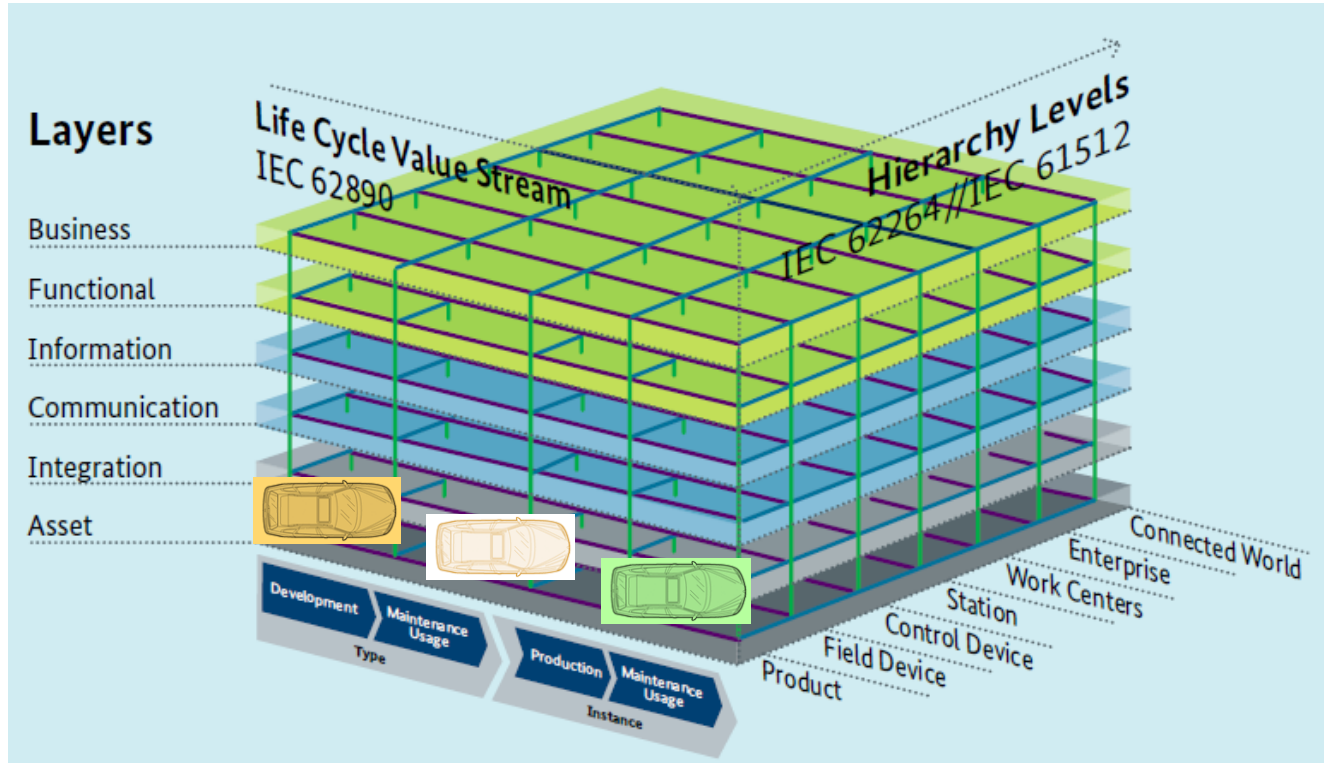 Layers
Life Cycle Value Stream
IEC 62890
Hierarchy Levels
IEC 62264//IEC 61512
Business
Functional
Information
Communication
Integration
Asset
Development
Maintenance
Usage
Type
Production
Maintenance
Usage
Instance
Product
Field Device
Control Device
Station
Work Centers
Enterprise
Connected World